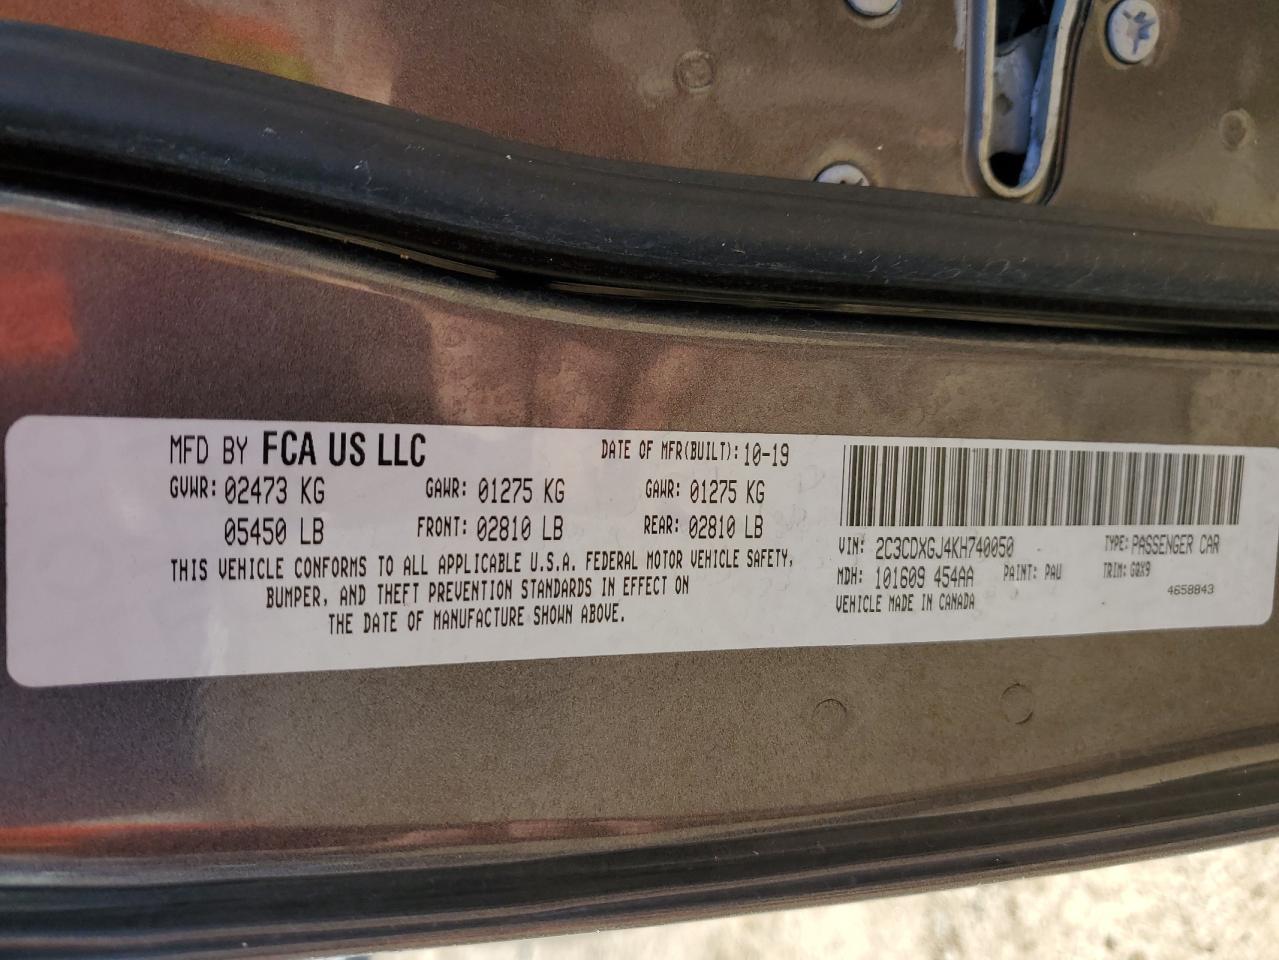 MFD BY FCA US LLC DATE OF MFR(BUILT): 10-19
GVWR: 02473 KG GAWR: 01275 KG GAWR: 01275 KG
05450 LB FRONT: 02810 LB REAR: 02810 LB
THIS VEHICLE CONFORMS TO ALL APPLICABLE U.S.A. FEDERAL MOTOR VEHICLE SAFETY,
BUMPER, AND THEFT PREVENTION STANDARDS IN EFFECT ON
THE DATE OF MANUFACTURE SHOWN ABOVE.
VIN: 2C3CDXGJ4KH740050 TYPE: PASSENGER CAR
MDH: 101609 454AA PAINT: PAU TRIM: GQX9
VEHICLE MADE IN CANADA 4658843